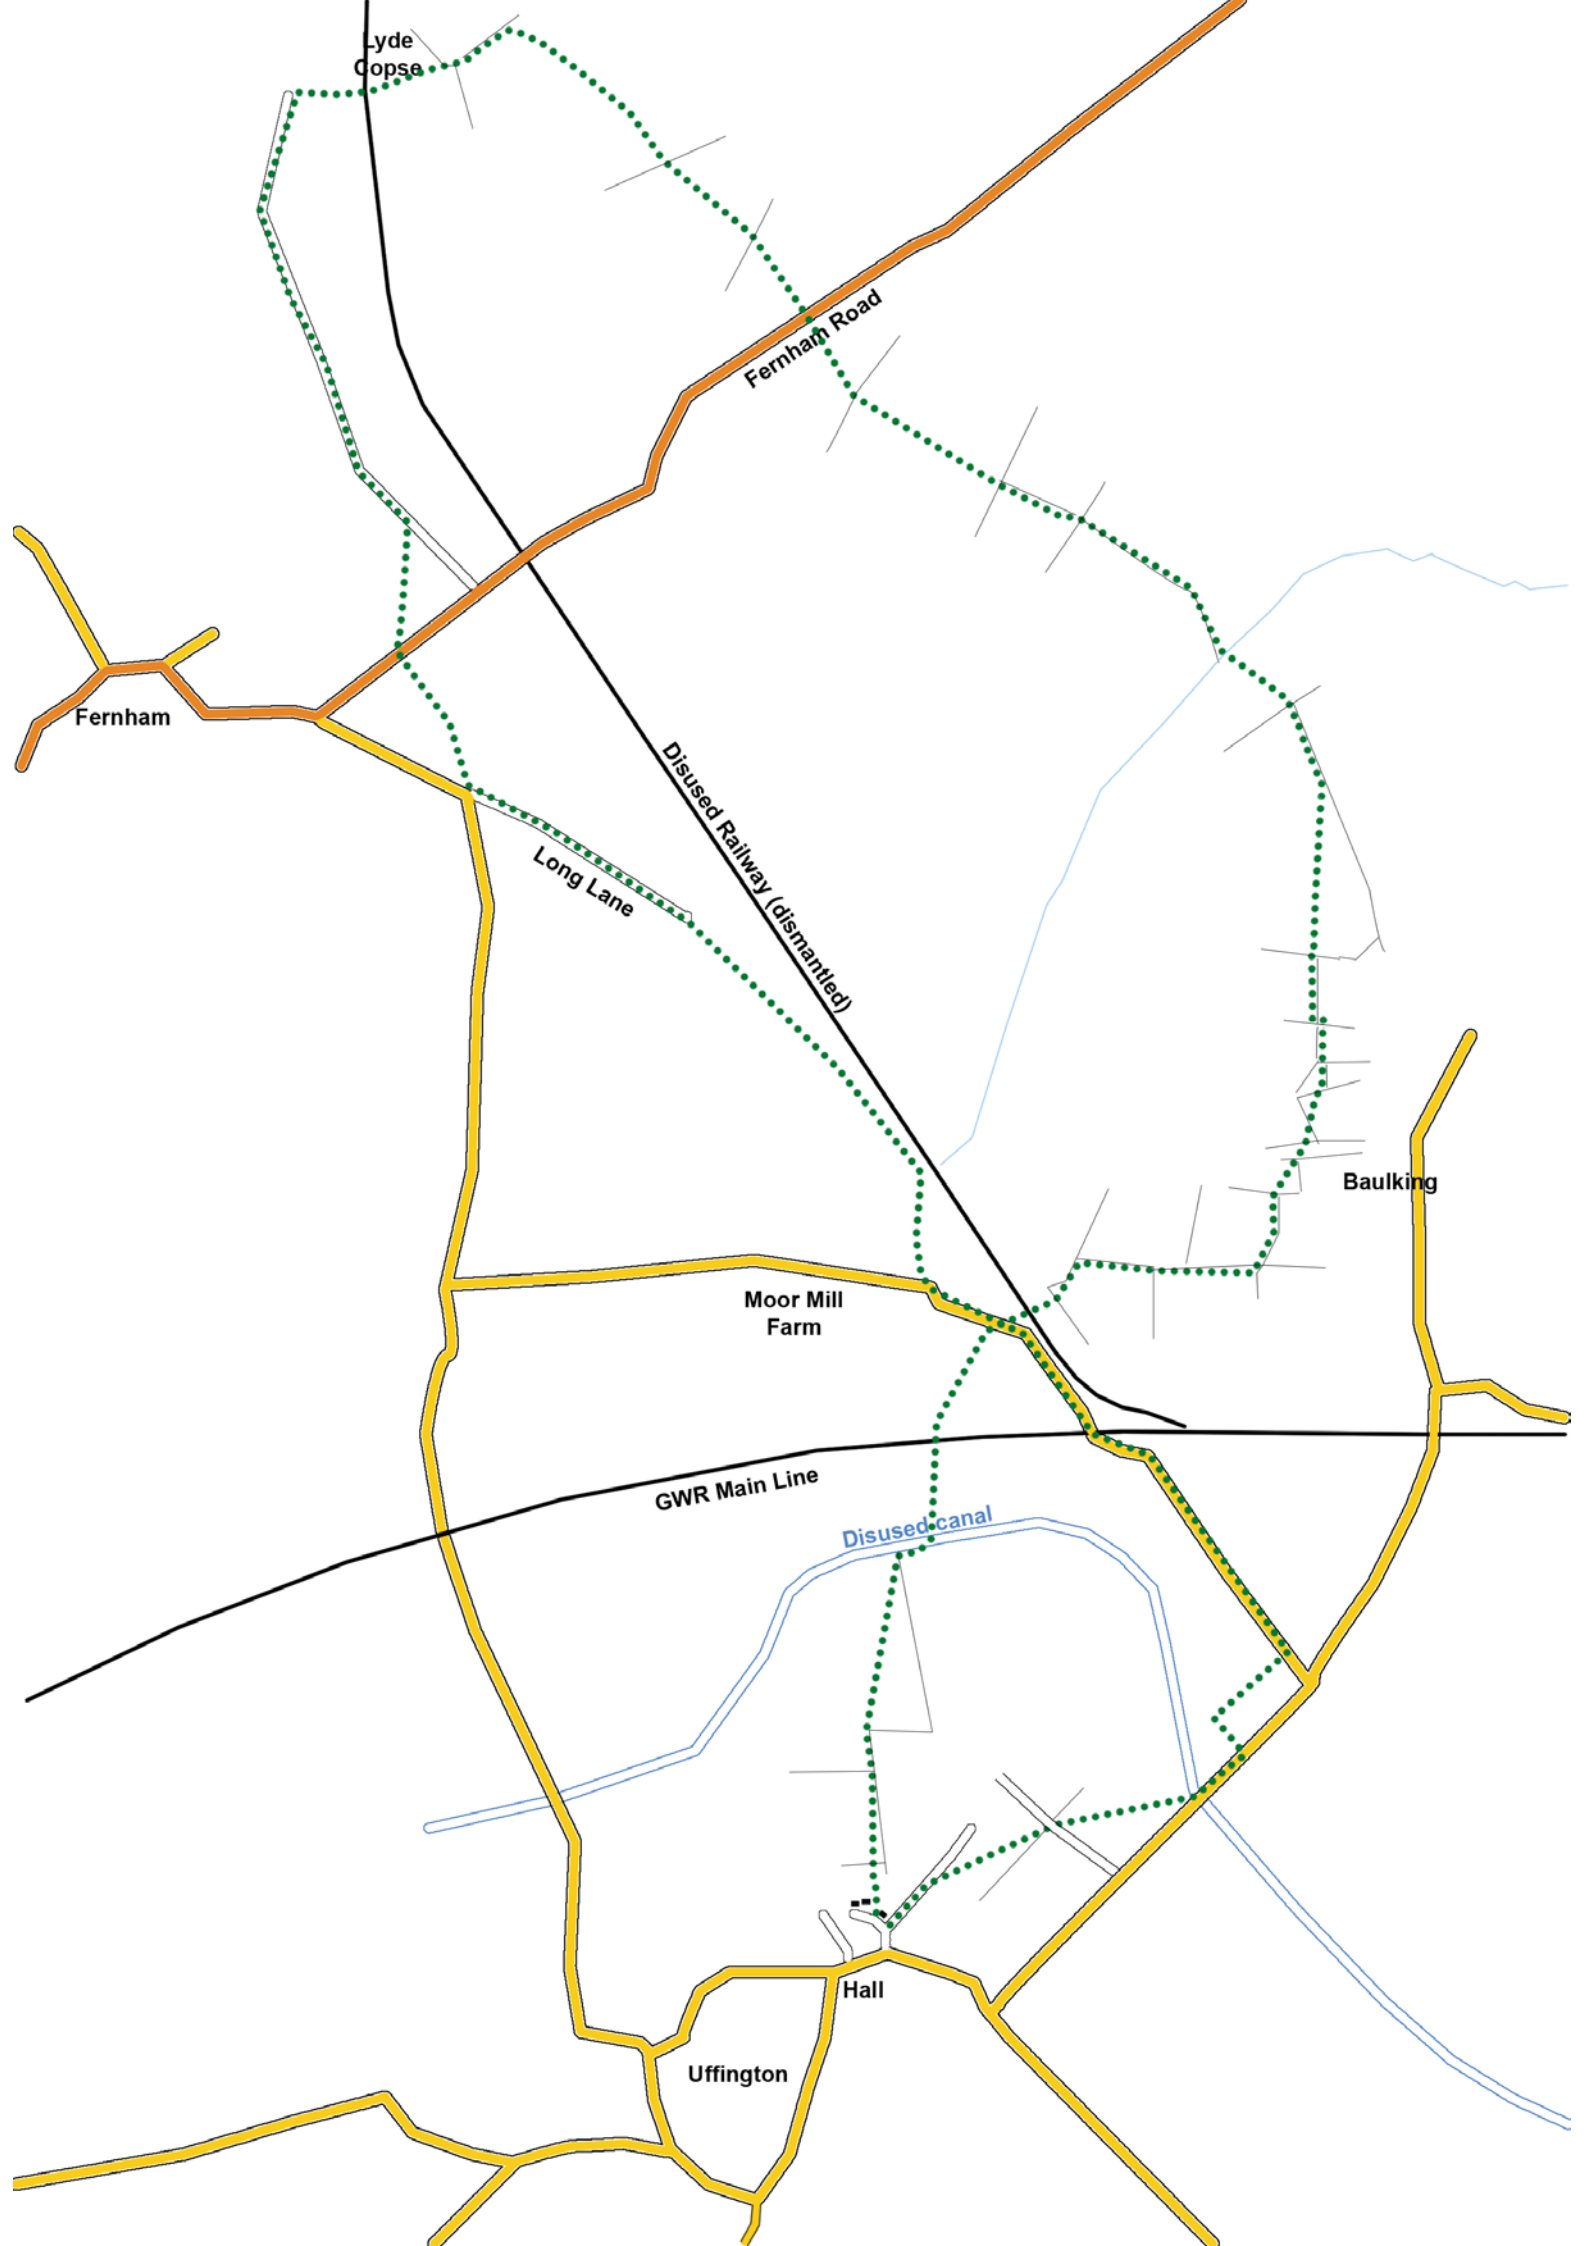 Lyde
Copse
Fernham Road
Fernham
Disused Railway (dismantled)
Long Lane
Baulking
Moor Mill
Farm
GWR Main Line
Disused canal
Hall
Uffington